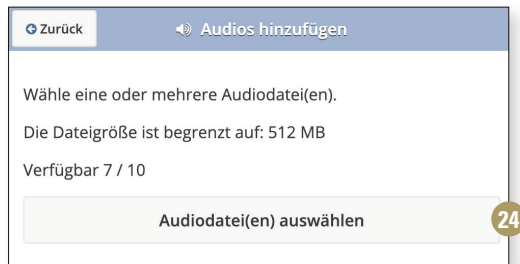 Zurück
Audios hinzufügen
Wähle eine oder mehrere Audiodatei(en).
Die Dateigröße ist begrenzt auf: 512 MB
Verfügbar 7 / 10
Audiodatei(en) auswählen
24